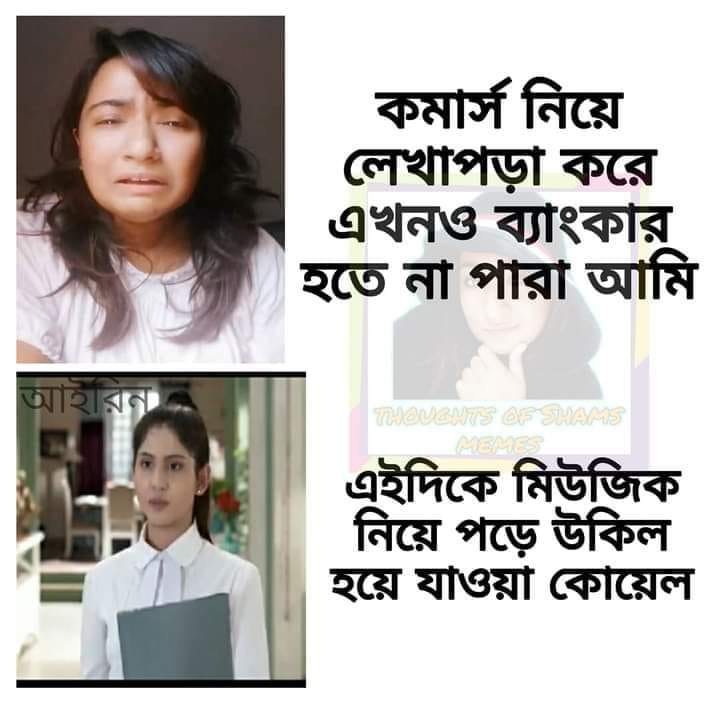 কমার্স নিয়ে
লেখাপড়া করে
এখনও ব্যাংকার
হতে না পারা আমি
THOUGHTS OF SHAMS
MEMES
আইরিন
এইদিকে মিউজিক
নিয়ে পড়ে উকিল
হয়ে যাওয়া কোয়েল